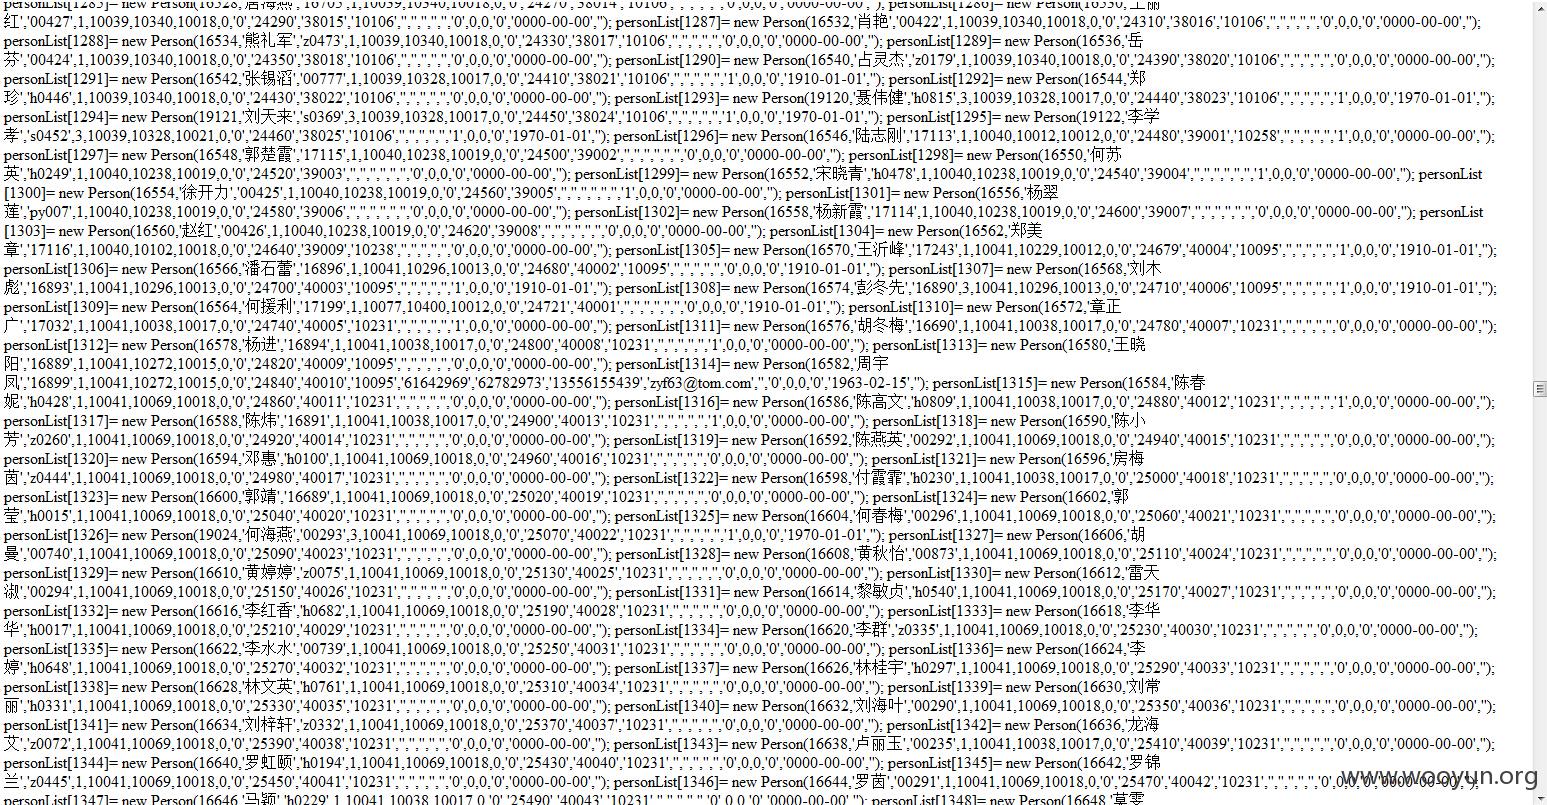 红','00427',1,10039,10340,10018,0,'0','24290','38015','10106','','','','','','0',0,0,'0','0000-00-00',''); personList[1287]= new Person(16532,'肖艳','00422',1,10039,10340,10018,0,'0','24310','38016','10106','','','','','','0',0,0,'0','0000-00-00','');
personList[1288]= new Person(16534,'熊礼军','z0473',1,10039,10340,10018,0,'0','24330','38017','10106','','','','','','0',0,0,'0','0000-00-00',''); personList[1289]= new Person(16536,'岳
芬','00424',1,10039,10340,10018,0,'0','24350','38018','10106','','','','','','0',0,0,'0','0000-00-00',''); personList[1290]= new Person(16540,'占灵杰','z0179',1,10039,10340,10018,0,'0','24390','38020','10106','','','','','','0',0,0,'0','0000-00-00','');
personList[1291]= new Person(16542,'张锡滔','00777',1,10039,10328,10017,0,'0','24410','38021','10106','','','','','','1',0,0,'0','1910-01-01',''); personList[1292]= new Person(16544,'郑
珍','h0446',1,10039,10340,10018,0,'0','24430','38022','10106','','','','','','0',0,0,'0','0000-00-00',''); personList[1293]= new Person(19120,'聂伟健','h0815',3,10039,10328,10017,0,'0','24440','38023','10106','','','','','','1',0,0,'0','1970-01-01','');
personList[1294]= new Person(19121,'刘天来','s0369',3,10039,10328,10017,0,'0','24450','38024','10106','','','','','','1',0,0,'0','1970-01-01',''); personList[1295]= new Person(19122,'李学
孝','s0452',3,10039,10328,10021,0,'0','24460','38025','10106','','','','','','1',0,0,'0','1970-01-01',''); personList[1296]= new Person(16546,'陆志刚','17113',1,10040,10012,10012,0,'0','24480','39001','10258','','','','','','1',0,0,'0','0000-00-00','');
personList[1297]= new Person(16548,'郭楚霞','17115',1,10040,10238,10019,0,'0','24500','39002','','','','','','','0',0,0,'0','0000-00-00',''); personList[1298]= new Person(16550,'何苏
英','h0249',1,10040,10238,10019,0,'0','24520','39003','','','','','','','0',0,0,'0','0000-00-00',''); personList[1299]= new Person(16552,'宋晓青','h0478',1,10040,10238,10019,0,'0','24540','39004','','','','','','','1',0,0,'0','0000-00-00',''); personList
[1300]= new Person(16554,'徐开力','00425',1,10040,10238,10019,0,'0','24560','39005','','','','','','','1',0,0,'0','0000-00-00',''); personList[1301]= new Person(16556,'杨翠
莲','py007',1,10040,10238,10019,0,'0','24580','39006','','','','','','','0',0,0,'0','0000-00-00',''); personList[1302]= new Person(16558,'杨新霞','17114',1,10040,10238,10019,0,'0','24600','39007','','','','','','','0',0,0,'0','0000-00-00',''); personList
[1303]= new Person(16560,'赵红','00426',1,10040,10238,10019,0,'0','24620','39008','','','','','','','0',0,0,'0','0000-00-00',''); personList[1304]= new Person(16562,'郑美
章','17116',1,10040,10102,10018,0,'0','24640','39009','10238','','','','','','0',0,0,'0','0000-00-00',''); personList[1305]= new Person(16570,'王沂峰','17243',1,10041,10229,10012,0,'0','24679','40004','10095','','','','','','1',0,0,'0','1910-01-01','');
personList[1306]= new Person(16566,'潘石蕾','16896',1,10041,10296,10013,0,'0','24680','40002','10095','','','','','','0',0,0,'0','1910-01-01',''); personList[1307]= new Person(16568,'刘木
彪','16893',1,10041,10296,10013,0,'0','24700','40003','10095','','','','','','1',0,0,'0','1910-01-01',''); personList[1308]= new Person(16574,'彭冬先','16890',3,10041,10296,10013,0,'0','24710','40006','10095','','','','','','1',0,0,'0','1910-01-01','');
personList[1309]= new Person(16564,'何援利','17199',1,10077,10400,10012,0,'0','24721','40001','','','','','','','0',0,0,'0','1910-01-01',''); personList[1310]= new Person(16572,'章正
广','17032',1,10041,10038,10017,0,'0','24740','40005','10231','','','','','','1',0,0,'0','0000-00-00',''); personList[1311]= new Person(16576,'胡冬梅','16690',1,10041,10038,10017,0,'0','24780','40007','10231','','','','','','0',0,0,'0','0000-00-00','');
personList[1312]= new Person(16578,'杨进','16894',1,10041,10038,10017,0,'0','24800','40008','10231','','','','','','1',0,0,'0','0000-00-00',''); personList[1313]= new Person(16580,'王晓
阳','16889',1,10041,10272,10015,0,'0','24820','40009','10095','','','','','','0',0,0,'0','0000-00-00',''); personList[1314]= new Person(16582,'周宇
凤','16899',1,10041,10272,10015,0,'0','24840','40010','10095','61642969','62782973','13556155439','zyf63@tom.com','','0',0,0,'0','1963-02-15',''); personList[1315]= new Person(16584,'陈春
妮','h0428',1,10041,10069,10018,0,'0','24860','40011','10231','','','','','','0',0,0,'0','0000-00-00',''); personList[1316]= new Person(16586,'陈高文','h0809',1,10041,10038,10017,0,'0','24880','40012','10231','','','','','','1',0,0,'0','0000-00-00','');
personList[1317]= new Person(16588,'陈炜','16891',1,10041,10038,10017,0,'0','24900','40013','10231','','','','','','1',0,0,'0','0000-00-00',''); personList[1318]= new Person(16590,'陈小
芳','z0260',1,10041,10069,10018,0,'0','24920','40014','10231','','','','','','0',0,0,'0','0000-00-00',''); personList[1319]= new Person(16592,'陈燕英','00292',1,10041,10069,10018,0,'0','24940','40015','10231','','','','','','0',0,0,'0','0000-00-00','');
personList[1320]= new Person(16594,'邓惠','h0100',1,10041,10069,10018,0,'0','24960','40016','10231','','','','','','0',0,0,'0','0000-00-00',''); personList[1321]= new Person(16596,'房梅
茵','z0444',1,10041,10069,10018,0,'0','24980','40017','10231','','','','','','0',0,0,'0','0000-00-00',''); personList[1322]= new Person(16598,'付霞霏','h0230',1,10041,10038,10017,0,'0','25000','40018','10231','','','','','','0',0,0,'0','0000-00-00','');
personList[1323]= new Person(16600,'郭靖','16689',1,10041,10069,10018,0,'0','25020','40019','10231','','','','','','0',0,0,'0','0000-00-00',''); personList[1324]= new Person(16602,'郭
莹','h0015',1,10041,10069,10018,0,'0','25040','40020','10231','','','','','','0',0,0,'0','0000-00-00',''); personList[1325]= new Person(16604,'何春梅','00296',1,10041,10069,10018,0,'0','25060','40021','10231','','','','','','0',0,0,'0','0000-00-00','');
personList[1326]= new Person(19024,'何海燕','00293',3,10041,10069,10018,0,'0','25070','40022','10231','','','','','','1',0,0,'0','1970-01-01',''); personList[1327]= new Person(16606,'胡
曼','00740',1,10041,10069,10018,0,'0','25090','40023','10231','','','','','','0',0,0,'0','0000-00-00',''); personList[1328]= new Person(16608,'黄秋怡','00873',1,10041,10069,10018,0,'0','25110','40024','10231','','','','','','0',0,0,'0','0000-00-00','');
personList[1329]= new Person(16610,'黄婷婷','z0075',1,10041,10069,10018,0,'0','25130','40025','10231','','','','','','0',0,0,'0','0000-00-00',''); personList[1330]= new Person(16612,'雷天
淑','00294',1,10041,10069,10018,0,'0','25150','40026','10231','','','','','','0',0,0,'0','0000-00-00',''); personList[1331]= new Person(16614,'黎敏贞','h0540',1,10041,10069,10018,0,'0','25170','40027','10231','','','','','','0',0,0,'0','0000-00-00','');
personList[1332]= new Person(16616,'李红香','h0682',1,10041,10069,10018,0,'0','25190','40028','10231','','','','','','0',0,0,'0','0000-00-00',''); personList[1333]= new Person(16618,'李华
华','h0017',1,10041,10069,10018,0,'0','25210','40029','10231','','','','','','0',0,0,'0','0000-00-00',''); personList[1334]= new Person(16620,'李群','z0335',1,10041,10069,10018,0,'0','25230','40030','10231','','','','','','0',0,0,'0','0000-00-00','');
personList[1335]= new Person(16622,'李水水','00739',1,10041,10069,10018,0,'0','25250','40031','10231','','','','','','0',0,0,'0','0000-00-00',''); personList[1336]= new Person(16624,'李
婷','h0648',1,10041,10069,10018,0,'0','25270','40032','10231','','','','','','0',0,0,'0','0000-00-00',''); personList[1337]= new Person(16626,'林桂宇','h0297',1,10041,10069,10018,0,'0','25290','40033','10231','','','','','','0',0,0,'0','0000-00-00','');
personList[1338]= new Person(16628,'林文英','h0761',1,10041,10069,10018,0,'0','25310','40034','10231','','','','','','0',0,0,'0','0000-00-00',''); personList[1339]= new Person(16630,'刘常
丽','h0331',1,10041,10069,10018,0,'0','25330','40035','10231','','','','','','0',0,0,'0','0000-00-00',''); personList[1340]= new Person(16632,'刘海叶','00290',1,10041,10069,10018,0,'0','25350','40036','10231','','','','','','0',0,0,'0','0000-00-00','');
personList[1341]= new Person(16634,'刘梓轩','z0332',1,10041,10069,10018,0,'0','25370','40037','10231','','','','','','0',0,0,'0','0000-00-00',''); personList[1342]= new Person(16636,'龙海
艾','z0072',1,10041,10069,10018,0,'0','25390','40038','10231','','','','','','0',0,0,'0','0000-00-00',''); personList[1343]= new Person(16638,'卢丽玉','00235',1,10041,10038,10017,0,'0','25410','40039','10231','','','','','','0',0,0,'0','0000-00-00','');
personList[1344]= new Person(16640,'罗虹颐','h0194',1,10041,10069,10018,0,'0','25430','40040','10231','','','','','','0',0,0,'0','0000-00-00',''); personList[1345]= new Person(16642,'罗锦
兰','z0445',1,10041,10069,10018,0,'0','25450','40041','10231','','','','','','0',0,0,'0','0000-00-00',''); personList[1346]= new Person(16644,'罗茵','00291',1,10041,10069,10018,0,'0','25470','40042','10231','','','','','','0',0,0,'0','0000-00-00','');
personList[1347]= new Person(16646,'马颖','h0229',1,10041,10038,10017,0,'0','25490','40043','10231','','','','','','0',0,0,'0','0000-00-00',''); personList[1348]= new Person(16648,'莫雯
www.wooyun.org